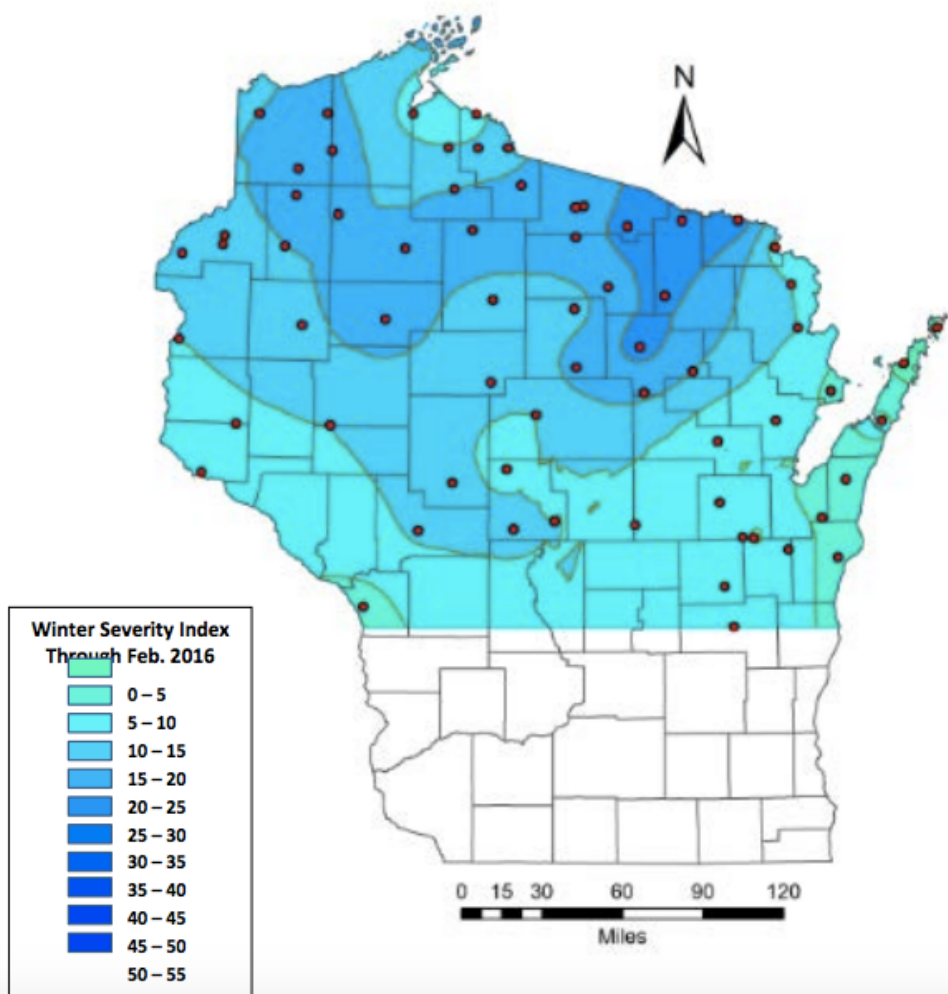 N
Winter Severity Index
Through Feb. 2016
0 – 5
5 – 10
10 – 15
15 – 20
20 – 25
25 – 30
30 – 35
35 – 40
40 – 45
45 – 50
50 – 55
0 15 30 60 90 120
Miles